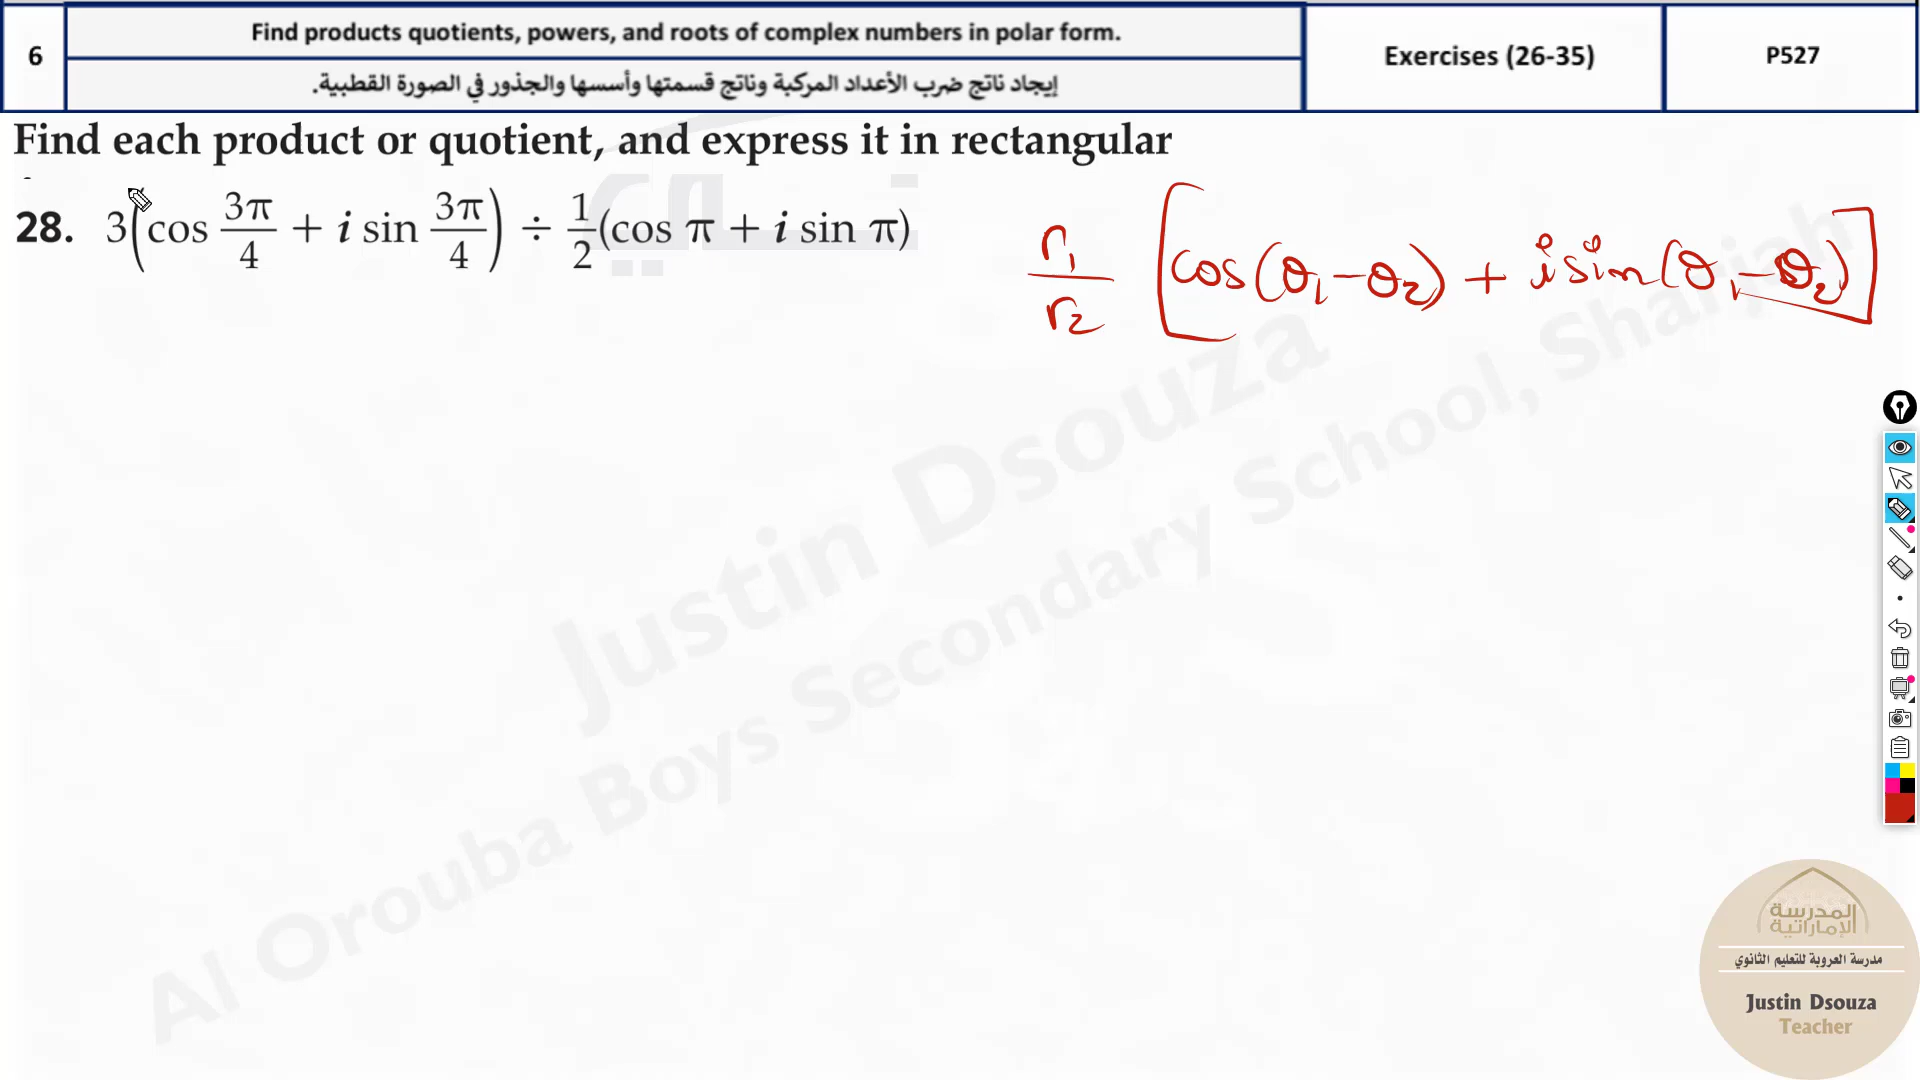 6
Find products quotients, powers, and roots of complex numbers in polar form.
إيجاد ناتج ضرب الأعداد المركبة وناتج قسمتها وأسسها والجذور في الصورة القطبية.
Exercises (26-35)
P527
Find each product or quotient, and express it in rectangular
28. 3(cos 3π/4 + i sin 3π/4) ÷ 1/2(cos π + i sin π)
r₁/r₂ [cos(θ₁ − θ₂) + i sin(θ₁ − θ₂)]
Justin Dsouza
Al Orouba Boys Secondary School, Sharjah
المدرسة
الإماراتية
مدرسة العروبة للتعليم الثانوي
Justin Dsouza
Teacher